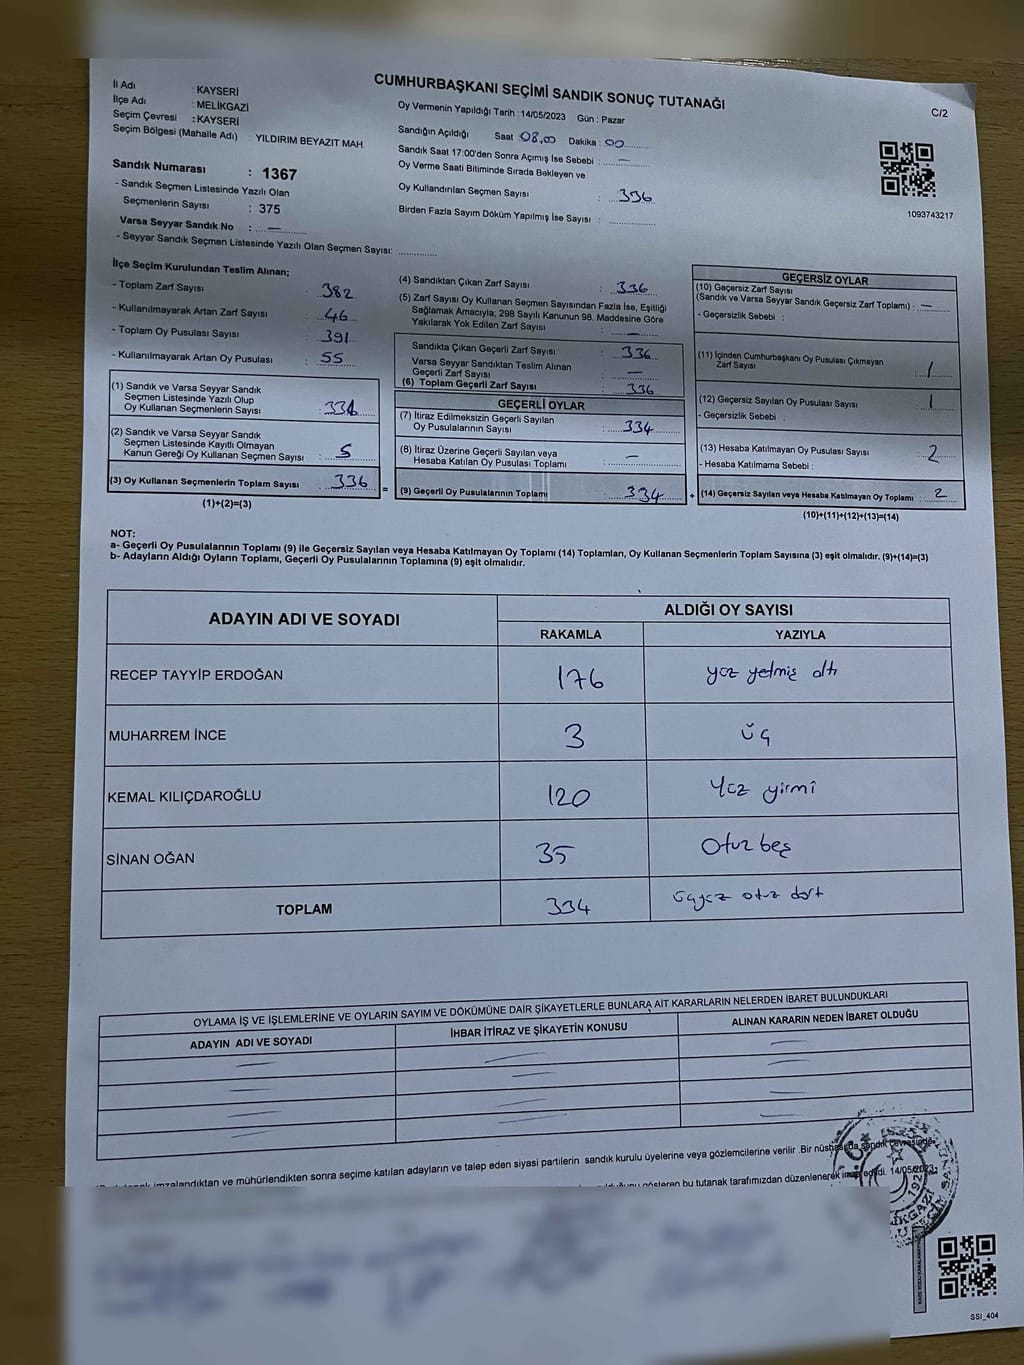 CUMHURBAŞKANI SEÇİMİ SANDIK SONUÇ TUTANAĞI
C/2
İl Adı : KAYSERİ
İlçe Adı : MELİKGAZİ
Seçim Çevresi : KAYSERİ
Seçim Bölgesi (Mahalle Adı) : YILDIRIM BEYAZIT MAH.
Sandık Numarası : 1367
- Sandık Seçmen Listesinde Yazılı Olan
Seçmenlerin Sayısı : 375
Varsa Seyyar Sandık No : —
- Seyyar Sandık Seçmen Listesinde Yazılı Olan Seçmen Sayısı:
Oy Vermenin Yapıldığı Tarih : 14/05/2023 Gün : Pazar
Sandığın Açıldığı Saat 08,00 Dakika : 00
Sandık Saat 17:00'den Sonra Açımış İse Sebebi : —
Oy Verme Saati Bitiminde Sırada Bekleyen ve
Oy Kullandırılan Seçmen Sayısı : 336
Birden Fazla Sayım Döküm Yapılmış İse Sayısı :
1093743217
İlçe Seçim Kurulundan Teslim Alınan;
- Toplam Zarf Sayısı : 382
- Kullanılmayarak Artan Zarf Sayısı : 46
- Toplam Oy Pusulası Sayısı : 391
- Kullanılmayarak Artan Oy Pusulası : 55
(1) Sandık ve Varsa Seyyar Sandık
Seçmen Listesinde Yazılı Olup
Oy Kullanan Seçmenlerin Sayısı :
(2) Sandık ve Varsa Seyyar Sandık
Seçmen Listesinde Kayıtlı Olmayan
Kanun Gereği Oy Kullanan Seçmen Sayısı : 5
(3) Oy Kullanan Seçmenlerin Toplam Sayısı : 336
(1)+(2)=(3)
(4) Sandıktan Çıkan Zarf Sayısı : 336
(5) Zarf Sayısı Oy Kullanan Seçmen Sayısından Fazla İse, Eşitliği
Sağlamak Amacıyla; 298 Sayılı Kanunun 98. Maddesine Göre
Yakılarak Yok Edilen Zarf Sayısı : —
Sandıkta Çıkan Geçerli Zarf Sayısı : 336
Varsa Seyyar Sandıktan Teslim Alınan
Geçerli Zarf Sayısı : —
(6) Toplam Geçerli Zarf Sayısı : 336
GEÇERLİ OYLAR
(7) İtiraz Edilmeksizin Geçerli Sayılan
Oy Pusulalarının Sayısı : 334
(8) İtiraz Üzerine Geçerli Sayılan veya
Hesaba Katılan Oy Pusulası Toplamı : —
= (9) Geçerli Oy Pusulalarının Toplamı : 334 +
GEÇERSİZ OYLAR
(10) Geçersiz Zarf Sayısı
(Sandık ve Varsa Seyyar Sandık Geçersiz Zarf Toplamı) : —
- Geçersizlik Sebebi :
(11) İçinden Cumhurbaşkanı Oy Pusulası Çıkmayan
Zarf Sayısı : 1
(12) Geçersiz Sayılan Oy Pusulası Sayısı : 1
- Geçersizlik Sebebi :
(13) Hesaba Katılmayan Oy Pusulası Sayısı : 2
- Hesaba Katılmama Sebebi :
(14) Geçersiz Sayılan veya Hesaba Katılmayan Oy Toplamı : 2
(10)+(11)+(12)+(13)=(14)
NOT:
a- Geçerli Oy Pusulalarının Toplamı (9) ile Geçersiz Sayılan veya Hesaba Katılmayan Oy Toplamı (14) Toplamları, Oy Kullanan Seçmenlerin Toplam Sayısına (3) eşit olmalıdır. (9)+(14)=(3)
b- Adayların Aldığı Oyların Toplamı, Geçerli Oy Pusulalarının Toplamına (9) eşit olmalıdır.
ADAYIN ADI VE SOYADI ALDIĞI OY SAYISI
RAKAMLA YAZIYLA
RECEP TAYYİP ERDOĞAN 176 yüz yetmiş altı
MUHARREM İNCE 3 üç
KEMAL KILIÇDAROĞLU 120 Yüz yirmi
SİNAN OĞAN 35 Otuz beş
TOPLAM 334 üçyüz otuz dört
OYLAMA İŞ VE İŞLEMLERİNE VE OYLARIN SAYIM VE DÖKÜMÜNE DAİR ŞİKAYETLERLE BUNLARA AİT KARARLARIN NELERDEN İBARET BULUNDUKLARI
ADAYIN ADI VE SOYADI İHBAR İTİRAZ VE ŞİKAYETİN KONUSU ALINAN KARARIN NEDEN İBARET OLDUĞU
imzalandıktan ve mühürlendikten sonra seçime katılan adayların ve talep eden siyasi partilerin sandık kurulu üyelerine veya gözlemcilerine verilir. Bir nüshası da sandık çevresinde
gösteren bu tutanak tarafımızdan düzenlenerek imza edildi. 14/05/2023
SSI_404